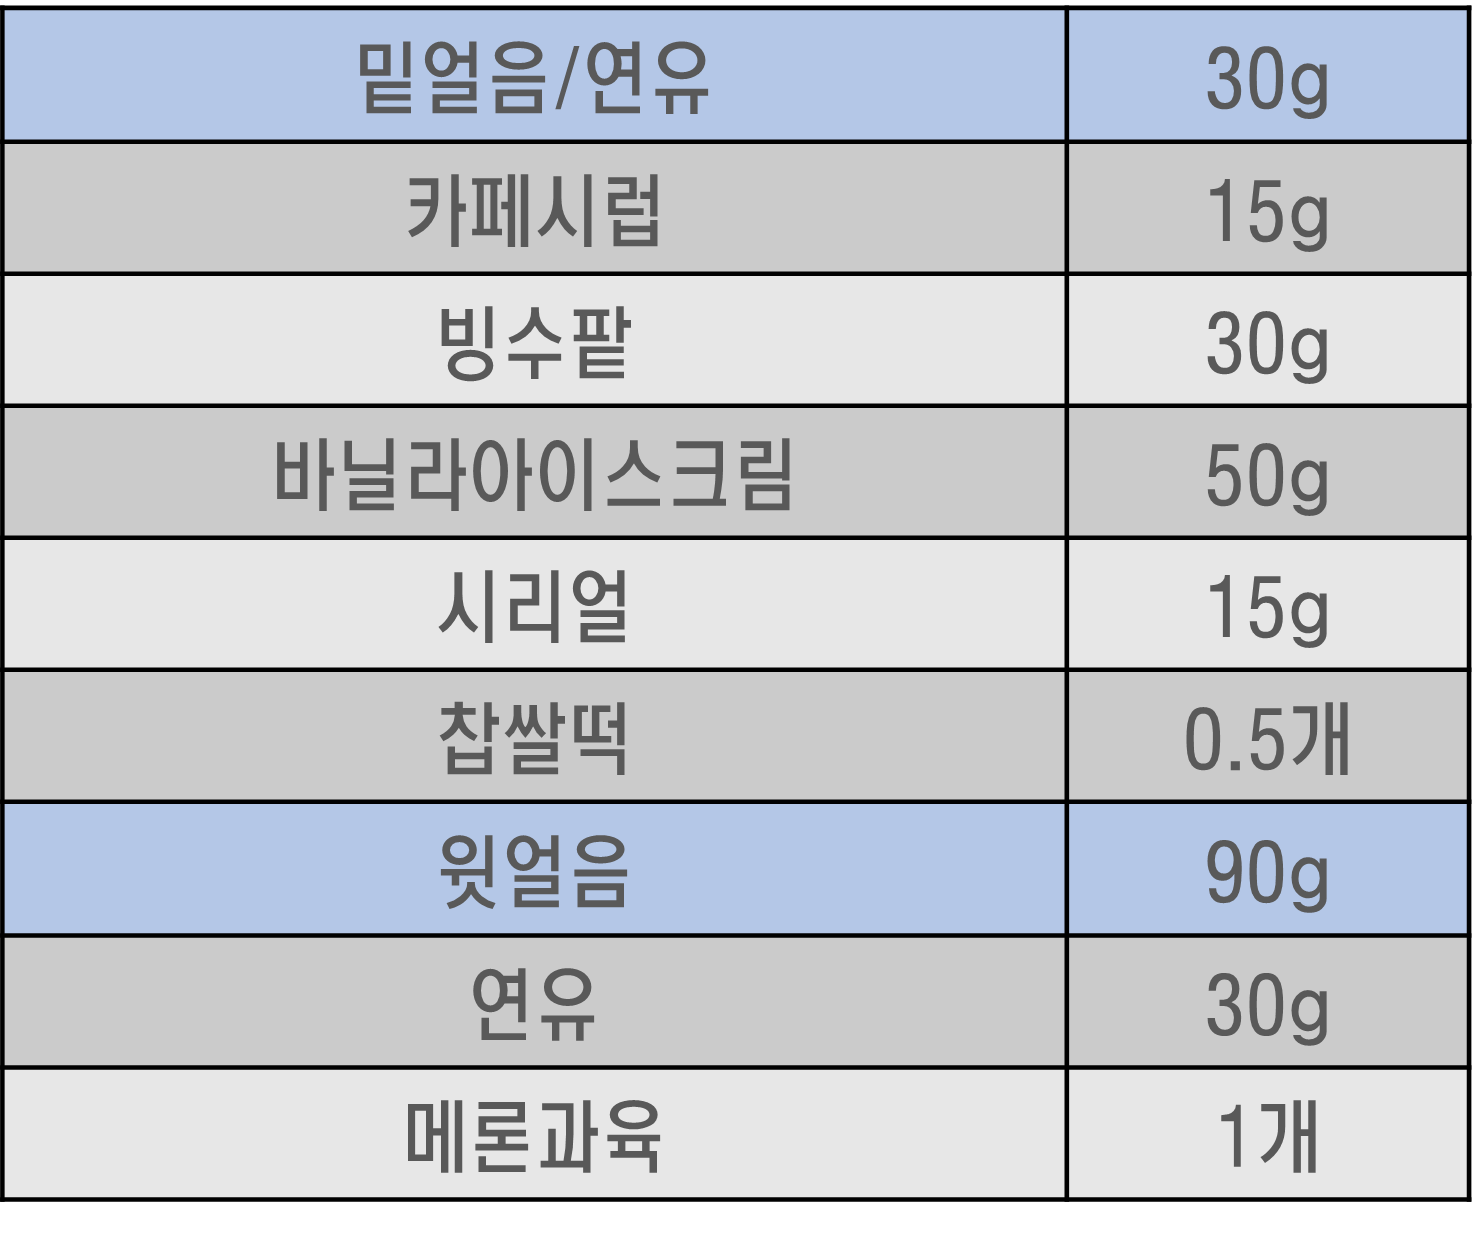 밑얼음/연유 30g
카페시럽 15g
빙수팥 30g
바닐라아이스크림 50g
시리얼 15g
찹쌀떡 0.5개
윗얼음 90g
연유 30g
메론과육 1개